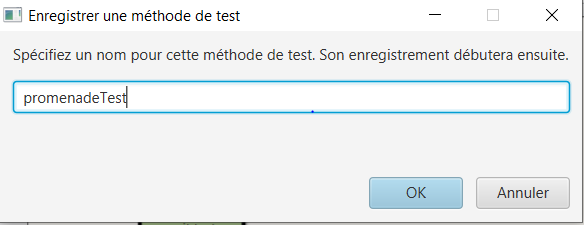 Enregistrer une méthode de test
Spécifiez un nom pour cette méthode de test. Son enregistrement débutera ensuite.
promenadeTest
OK Annuler